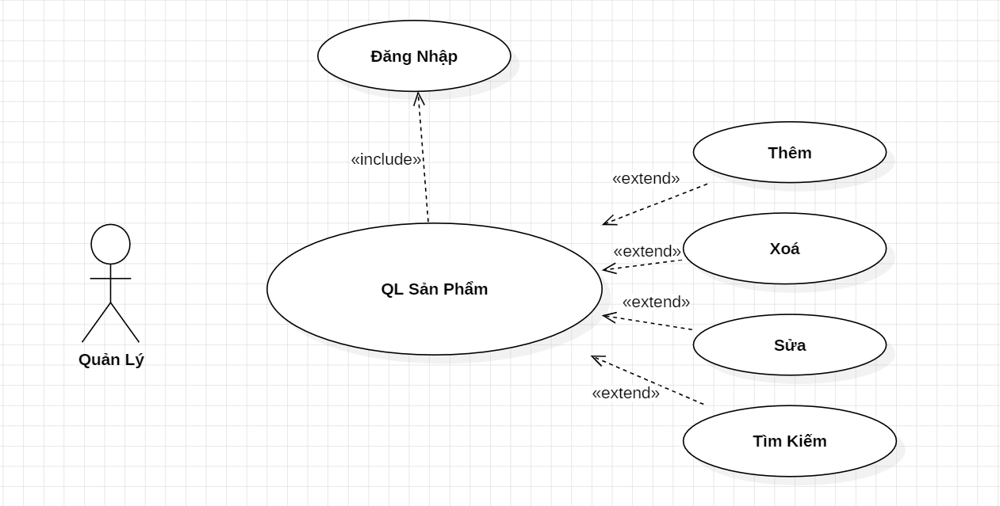 Đăng Nhập
«include»
Thêm
«extend»
Xoá
«extend»
QL Sản Phẩm
«extend»
Sửa
Quản Lý
«extend»
Tìm Kiếm